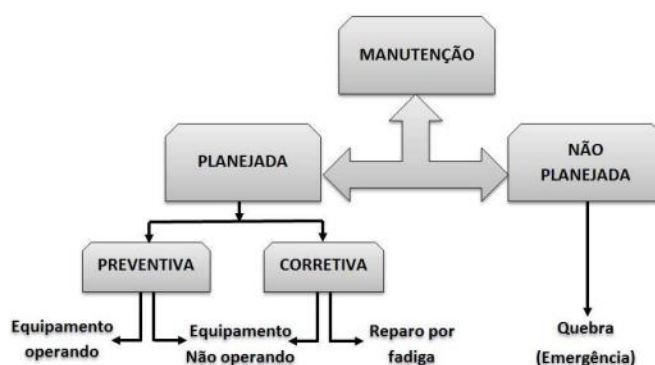 MANUTENÇÃO
PLANEJADA
NÃO
PLANEJADA
PREVENTIVA
CORRETIVA
Equipamento
operando
Equipamento
Não operando
Reparo por
fadiga
Quebra
(Emergência)